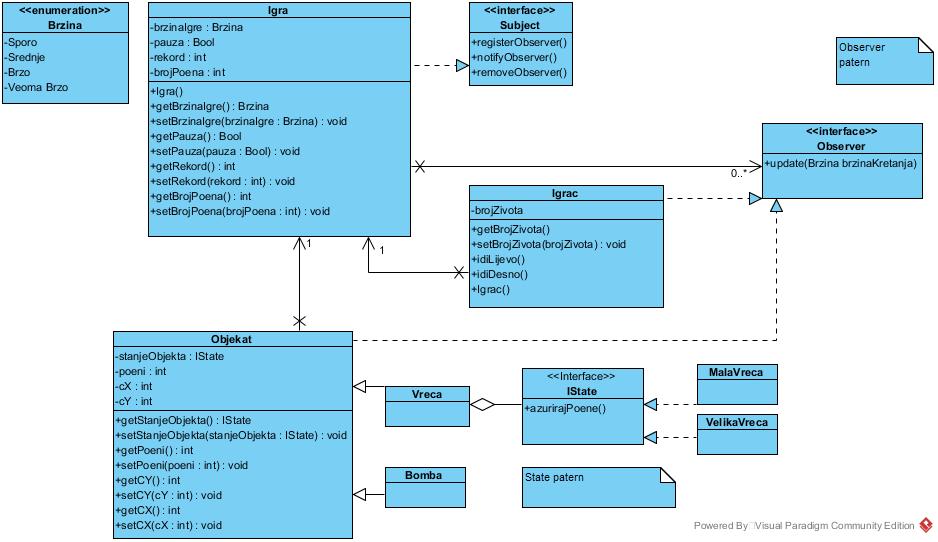 <<enumeration>>
Brzina
-Sporo
-Srednje
-Brzo
-Veoma Brzo
Igra
-brzinaIgre : Brzina
-pauza : Bool
-rekord : int
-brojPoena : int
+Igra()
+getBrzinaIgre() : Brzina
+setBrzinaIgre(brzinaIgre : Brzina) : void
+getPauza() : Bool
+setPauza(pauza : Bool) : void
+getRekord() : int
+setRekord(rekord : int) : void
+getBrojPoena() : int
+setBrojPoena(brojPoena : int) : void
<<interface>>
Subject
+registerObserver()
+notifyObserver()
+removeObserver()
Observer
patern
<<interface>>
Observer
+update(Brzina brzinaKretanja)
0..*
Igrac
-brojZivota
+getBrojZivota()
+setBrojZivota(brojZivota) : void
+idiLijevo()
+idiDesno()
+Igrac()
1
1
Objekat
-stanjeObjekta : IState
-poeni : int
-cX : int
-cY : int
+getStanjeObjekta() : IState
+setStanjeObjekta(stanjeObjekta : IState) : void
+getPoeni() : int
+setPoeni(poeni : int) : void
+getCY() : int
+setCY(cY : int) : void
+getCX() : int
+setCX(cX : int) : void
Vreca
<<Interface>>
IState
+azurirajPoene()
MalaVreca
VelikaVreca
Bomba
State patern
Powered By Visual Paradigm Community Edition